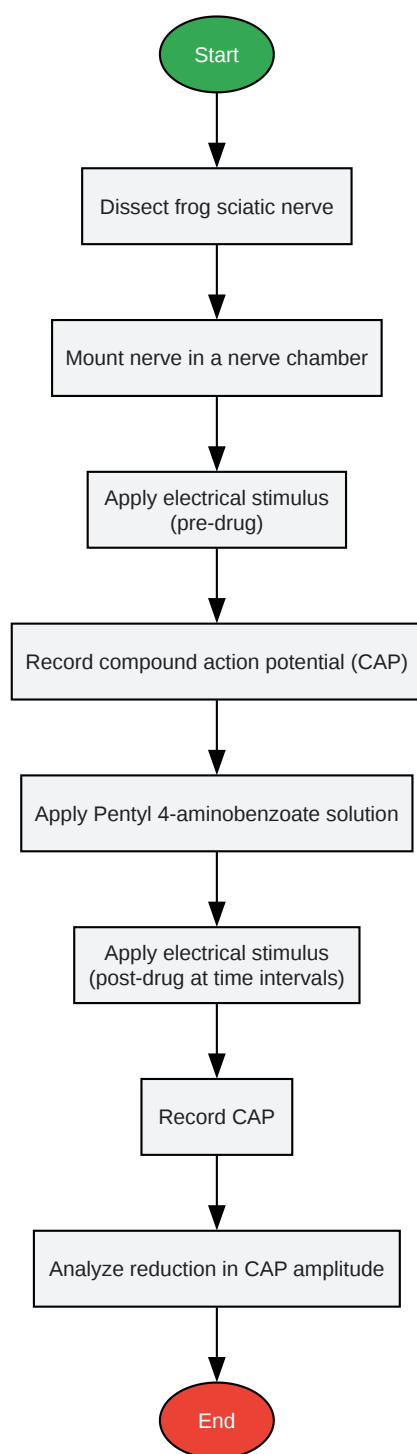 Start
Dissect frog sciatic nerve
Mount nerve in a nerve chamber
Apply electrical stimulus
(pre-drug)
Record compound action potential (CAP)
Apply Pentyl 4-aminobenzoate solution
Apply electrical stimulus
(post-drug at time intervals)
Record CAP
Analyze reduction in CAP amplitude
End